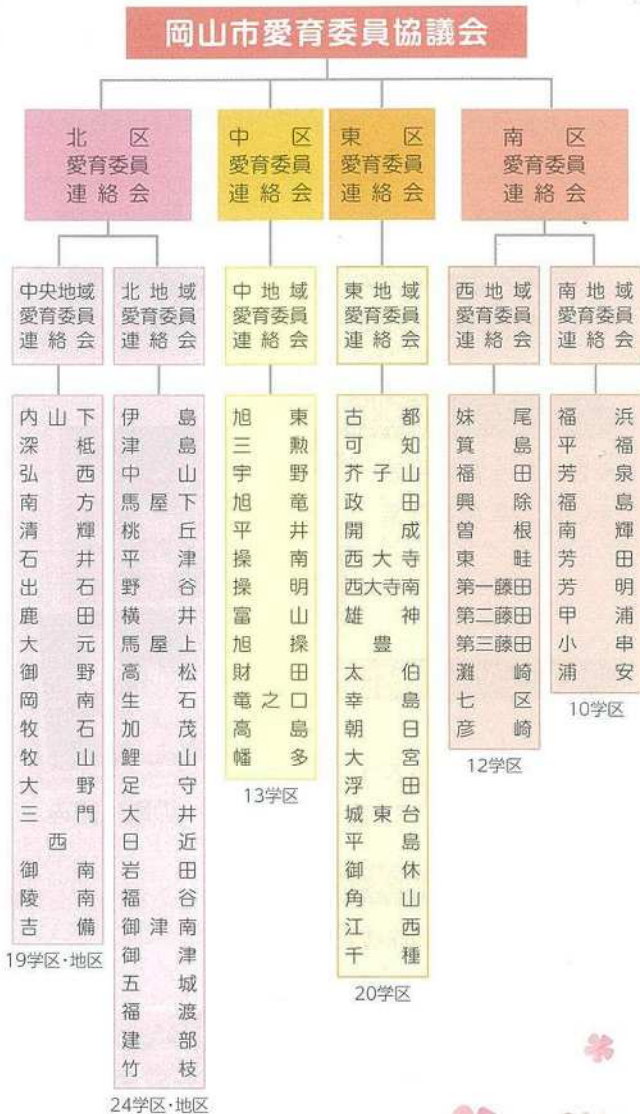 岡山市愛育委員協議会
北区
愛育委員
連絡会
中区
愛育委員
連絡会
東区
愛育委員
連絡会
南区
愛育委員
連絡会
中央地域
愛育委員
連絡会
北地域
愛育委員
連絡会
中地域
愛育委員
連絡会
東地域
愛育委員
連絡会
西地域
愛育委員
連絡会
南地域
愛育委員
連絡会
内山下
深柢
弘西
南方
清輝
石井
出石
鹿田
大元
御野
岡南
牧石
牧山
大野
三門
西
御南
陵南
吉備
19学区・地区
伊島
津島
中山
馬屋下
桃丘
平津
野谷
横井
馬屋上
高松
生石
加茂
鯉山
足守
大井
日近
岩田
福谷
御津南
御津
五城
福渡
建部
竹枝
24学区・地区
旭東
三勲
宇野
旭竜
平井
操南
操明
富山
旭操
財田
竜之口
高島
幡多
13学区
古都
可知
芥子山
政田
開成
西大寺
西大寺南
雄神
豊
太伯
幸島
朝日
大宮
浮田
城東台
平島
御休
角山
江西
千種
20学区
妹尾
箕島
福田
興除
曽根
東畦
第一藤田
第二藤田
第三藤田
灘崎
七区
彦崎
12学区
福浜
平福
芳泉
福島
南輝
芳田
芳明
甲浦
小串
浦安
10学区